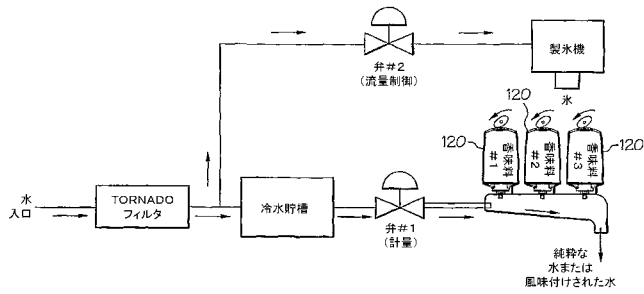 弁#2
(流量制御)
製氷機
氷
120
120
120
香味料
#1
香味料
#2
香味料
#3
水
入口
TORNADO
フィルタ
冷水貯槽
弁#1
(計量)
純粋な
水または
風味付けされた水